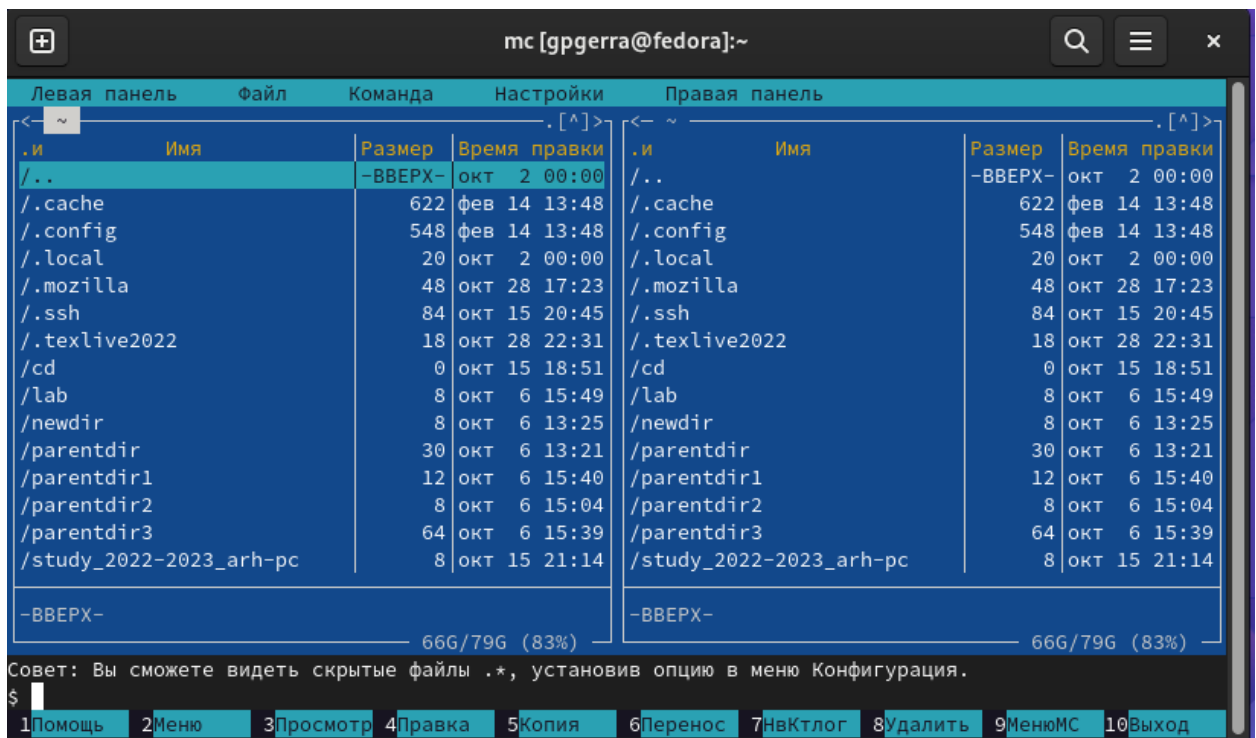 mc [gpgerra@fedora]:~
Левая панель Файл Команда Настройки Правая панель
<— ~ .[^]> <— ~ .[^]>
.и Имя Размер Время правки .и Имя Размер Время правки
/.. -ВВЕРХ- окт 2 00:00 /.. -ВВЕРХ- окт 2 00:00
/.cache 622 фев 14 13:48 /.cache 622 фев 14 13:48
/.config 548 фев 14 13:48 /.config 548 фев 14 13:48
/.local 20 окт 2 00:00 /.local 20 окт 2 00:00
/.mozilla 48 окт 28 17:23 /.mozilla 48 окт 28 17:23
/.ssh 84 окт 15 20:45 /.ssh 84 окт 15 20:45
/.texlive2022 18 окт 28 22:31 /.texlive2022 18 окт 28 22:31
/cd 0 окт 15 18:51 /cd 0 окт 15 18:51
/lab 8 окт 6 15:49 /lab 8 окт 6 15:49
/newdir 8 окт 6 13:25 /newdir 8 окт 6 13:25
/parentdir 30 окт 6 13:21 /parentdir 30 окт 6 13:21
/parentdir1 12 окт 6 15:40 /parentdir1 12 окт 6 15:40
/parentdir2 8 окт 6 15:04 /parentdir2 8 окт 6 15:04
/parentdir3 64 окт 6 15:39 /parentdir3 64 окт 6 15:39
/study_2022-2023_arh-pc 8 окт 15 21:14 /study_2022-2023_arh-pc 8 окт 15 21:14
-ВВЕРХ- -ВВЕРХ-
66G/79G (83%) 66G/79G (83%)
Совет: Вы сможете видеть скрытые файлы .*, установив опцию в меню Конфигурация.
$
1Помощь 2Меню 3Просмотр 4Правка 5Копия 6Перенос 7НвКтлог 8Удалить 9МенюМС 10Выход